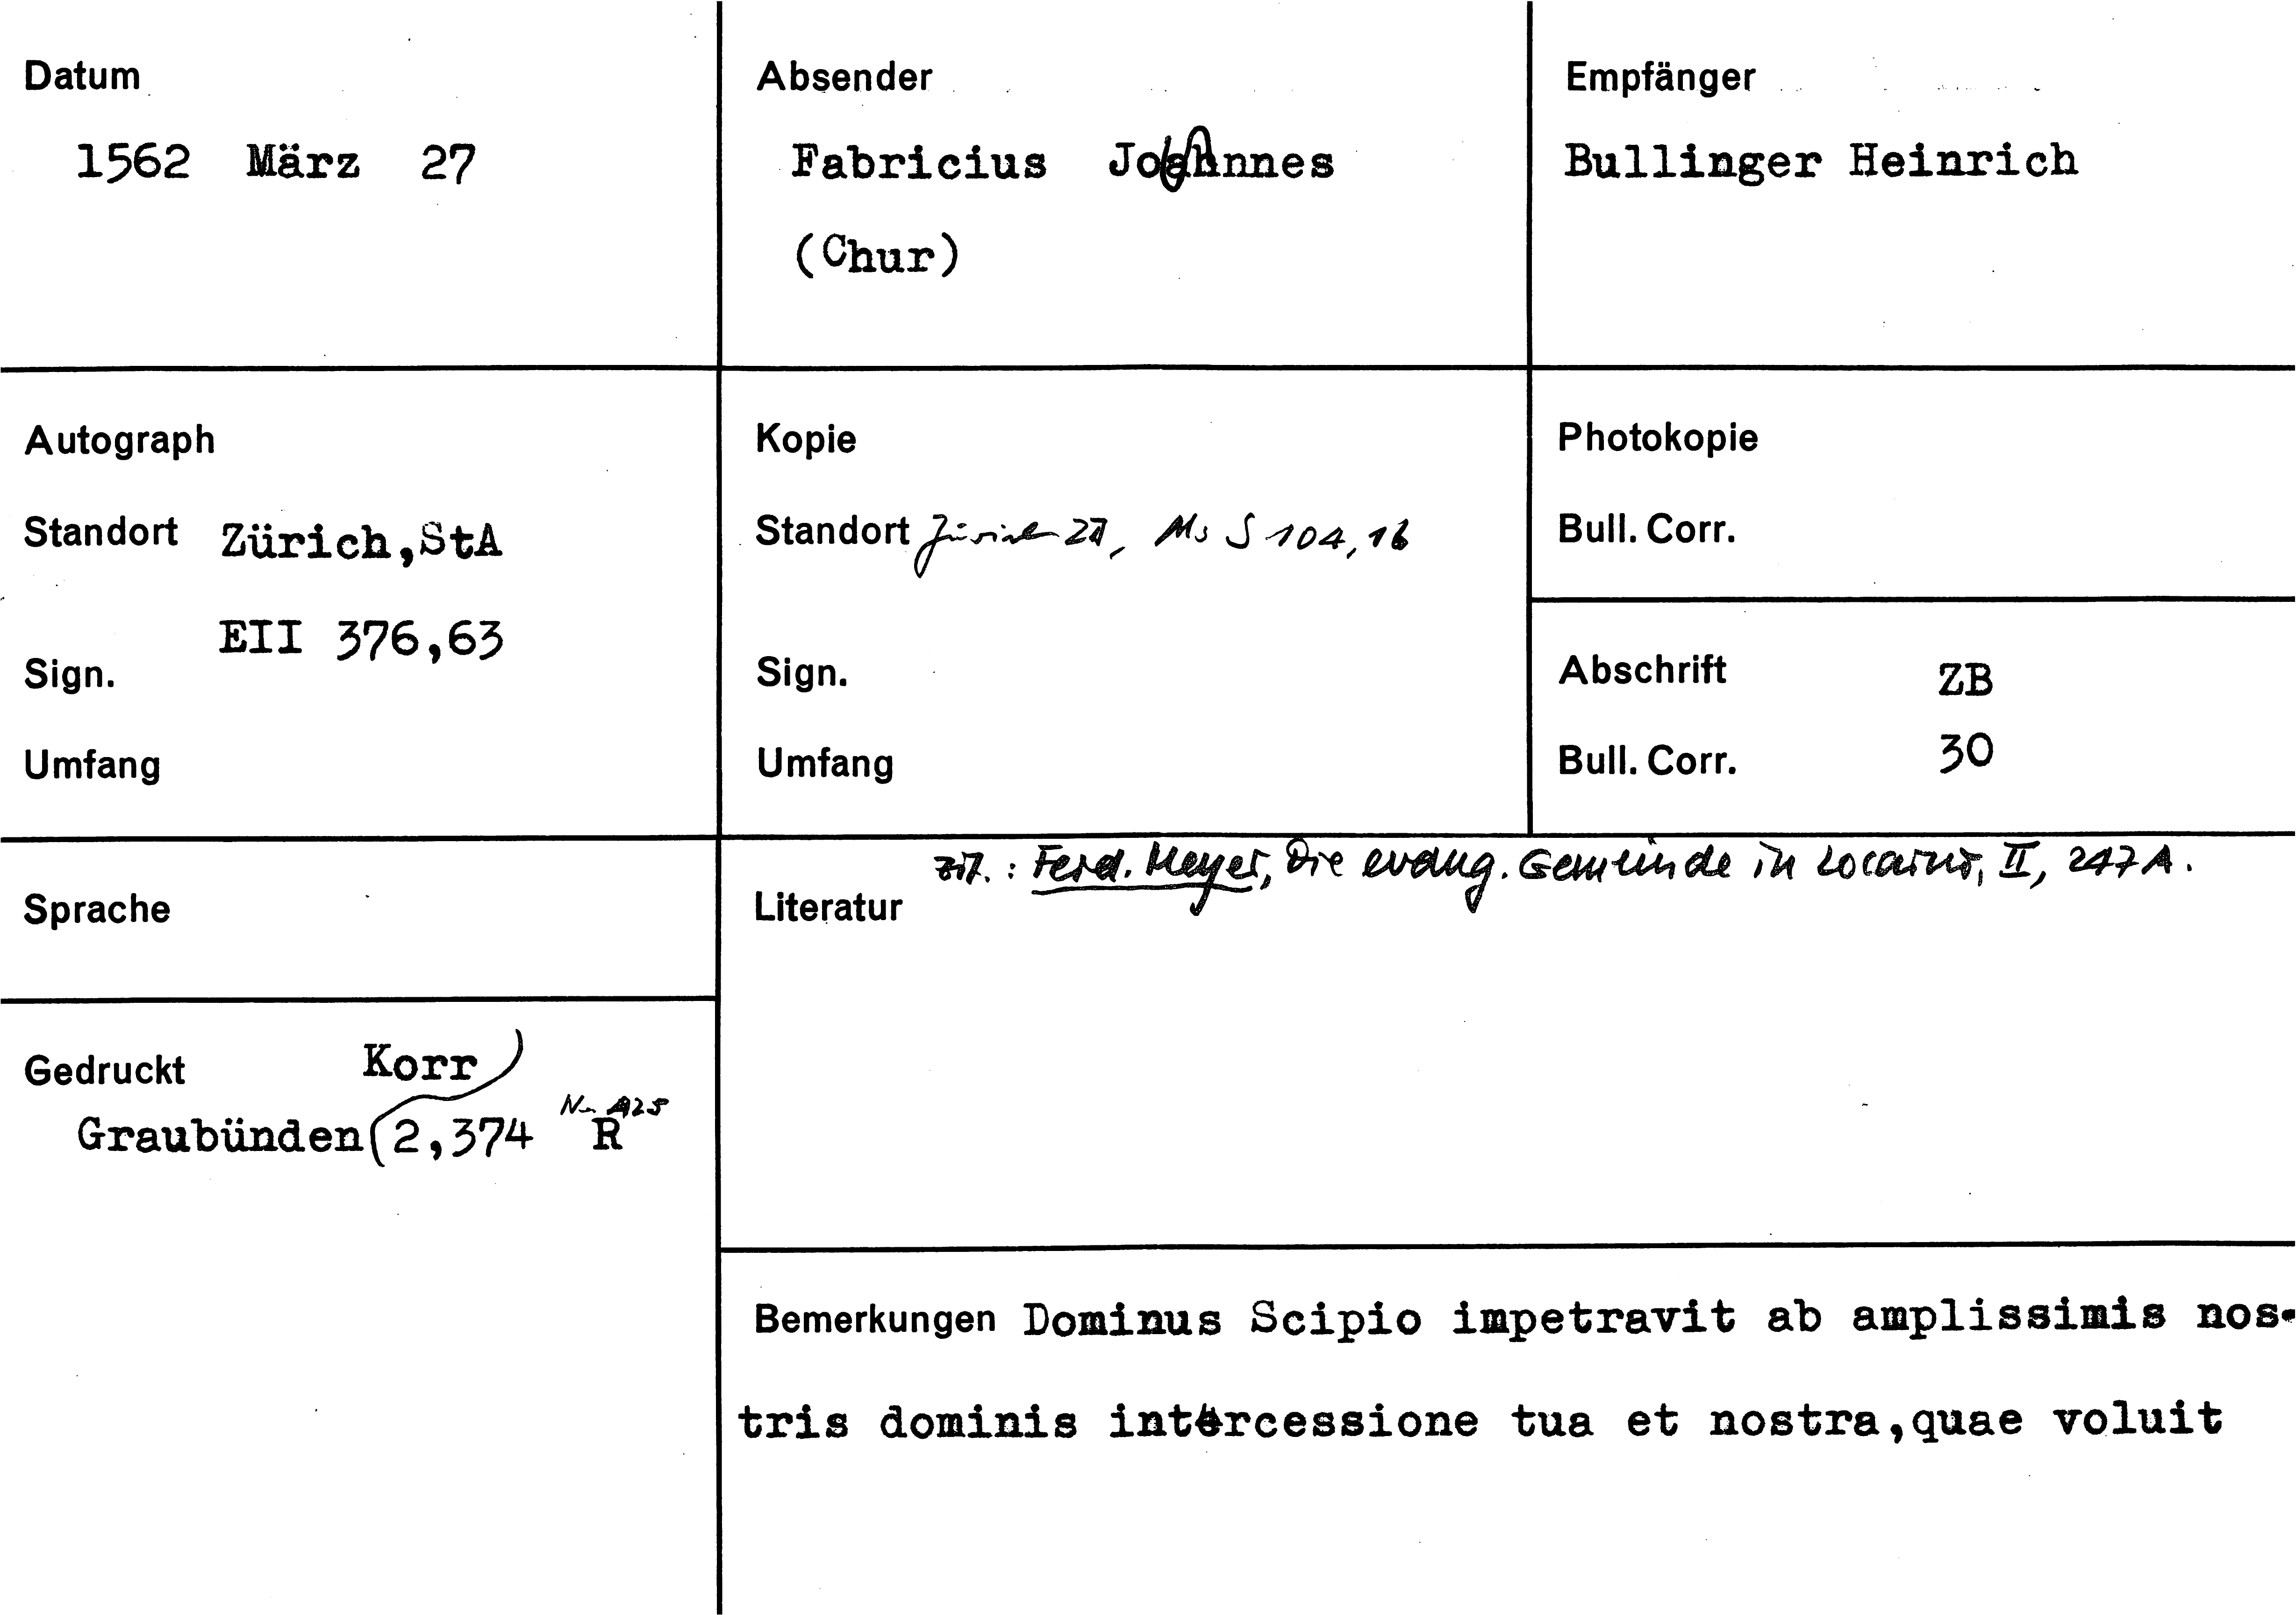 Datum
1562 März 27
Absender
Fabricius Johannes
(Chur)
Empfänger
Bullinger Heinrich
Autograph
Standort Zürich,StA
EII 376,63
Sign.
Umfang
Kopie
Standort Zürich ZB, Ms S 104, 16
Sign.
Umfang
Photokopie
Bull. Corr.
Abschrift ZB
Bull. Corr. 30
Sprache
zit.: Ferd. Meyer, Die evang. Gemeinde in Locarno, II, 247 A.
Literatur
Gedruckt Korr
Graubünden 2,374 R
Bemerkungen Dominus Scipio impetravit ab amplissimis nos-
tris dominis intercessione tua et nostra,quae voluit